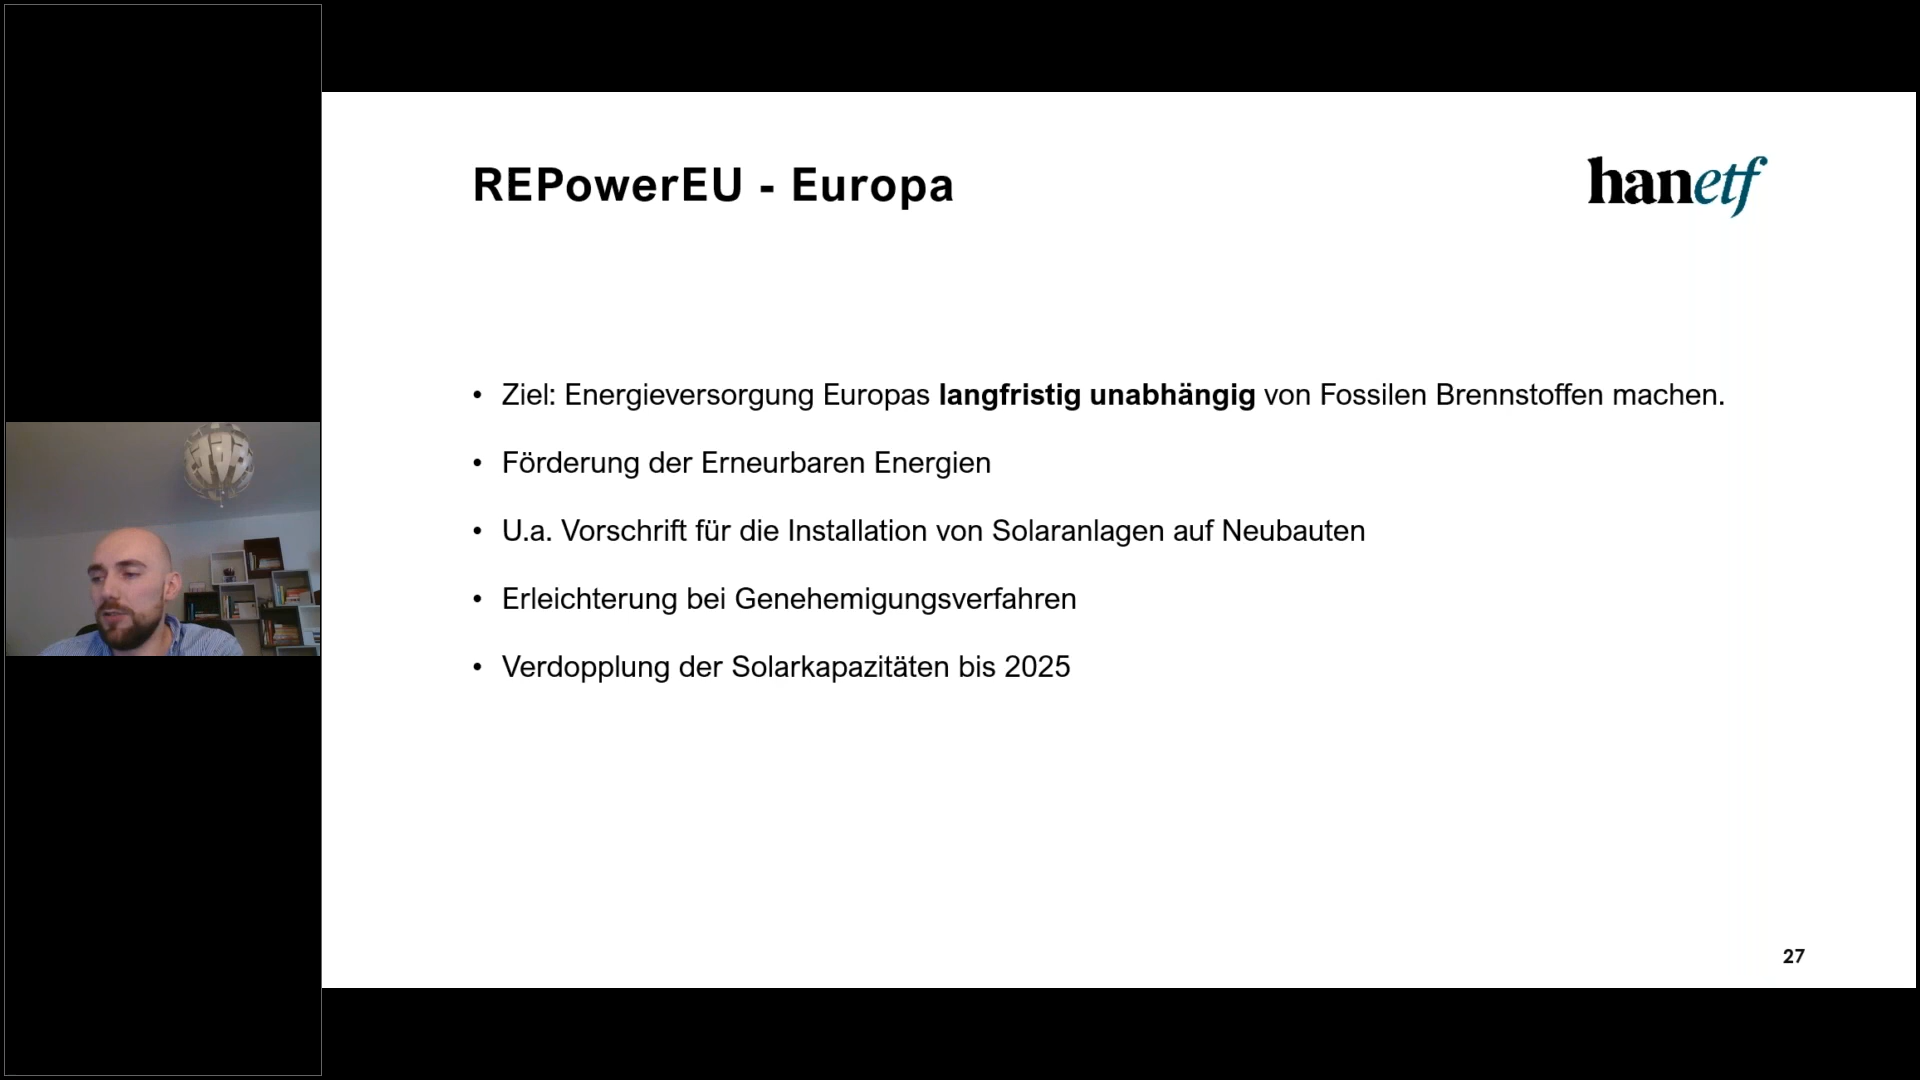 REPowerEU - Europa
hanetf
• Ziel: Energieversorgung Europas langfristig unabhängig von Fossilen Brennstoffen machen.
• Förderung der Erneurbaren Energien
• U.a. Vorschrift für die Installation von Solaranlagen auf Neubauten
• Erleichterung bei Genehemigungsverfahren
• Verdopplung der Solarkapazitäten bis 2025
27